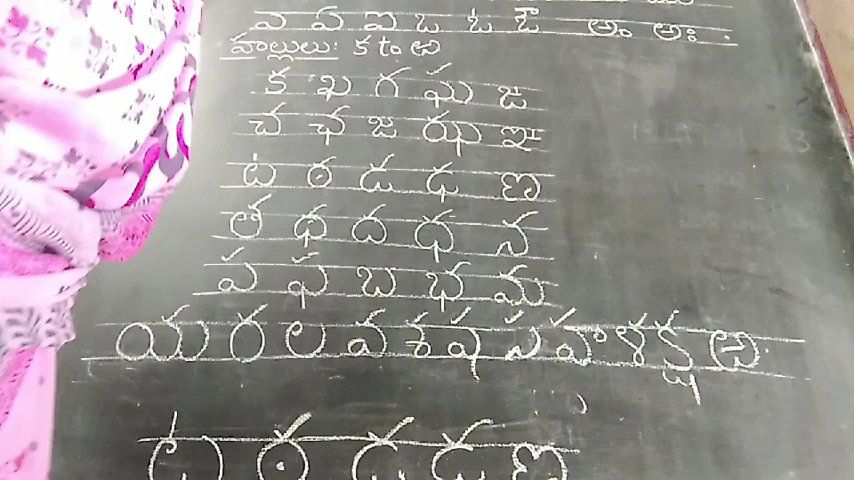 ఎ ఏ ఐ ఒ ఓ ఔ అం అః
హల్లులు: క to ఱ
క ఖ గ ఘ ఙ
చ ఛ జ ఝ ఞ
ట ఠ డ ఢ ణ
త థ ద ధ న
ప ఫ బ భ మ
య ర ల వ శ ష స హ ళ క్ష ఱ
ట ఠ డ ఢ ణ